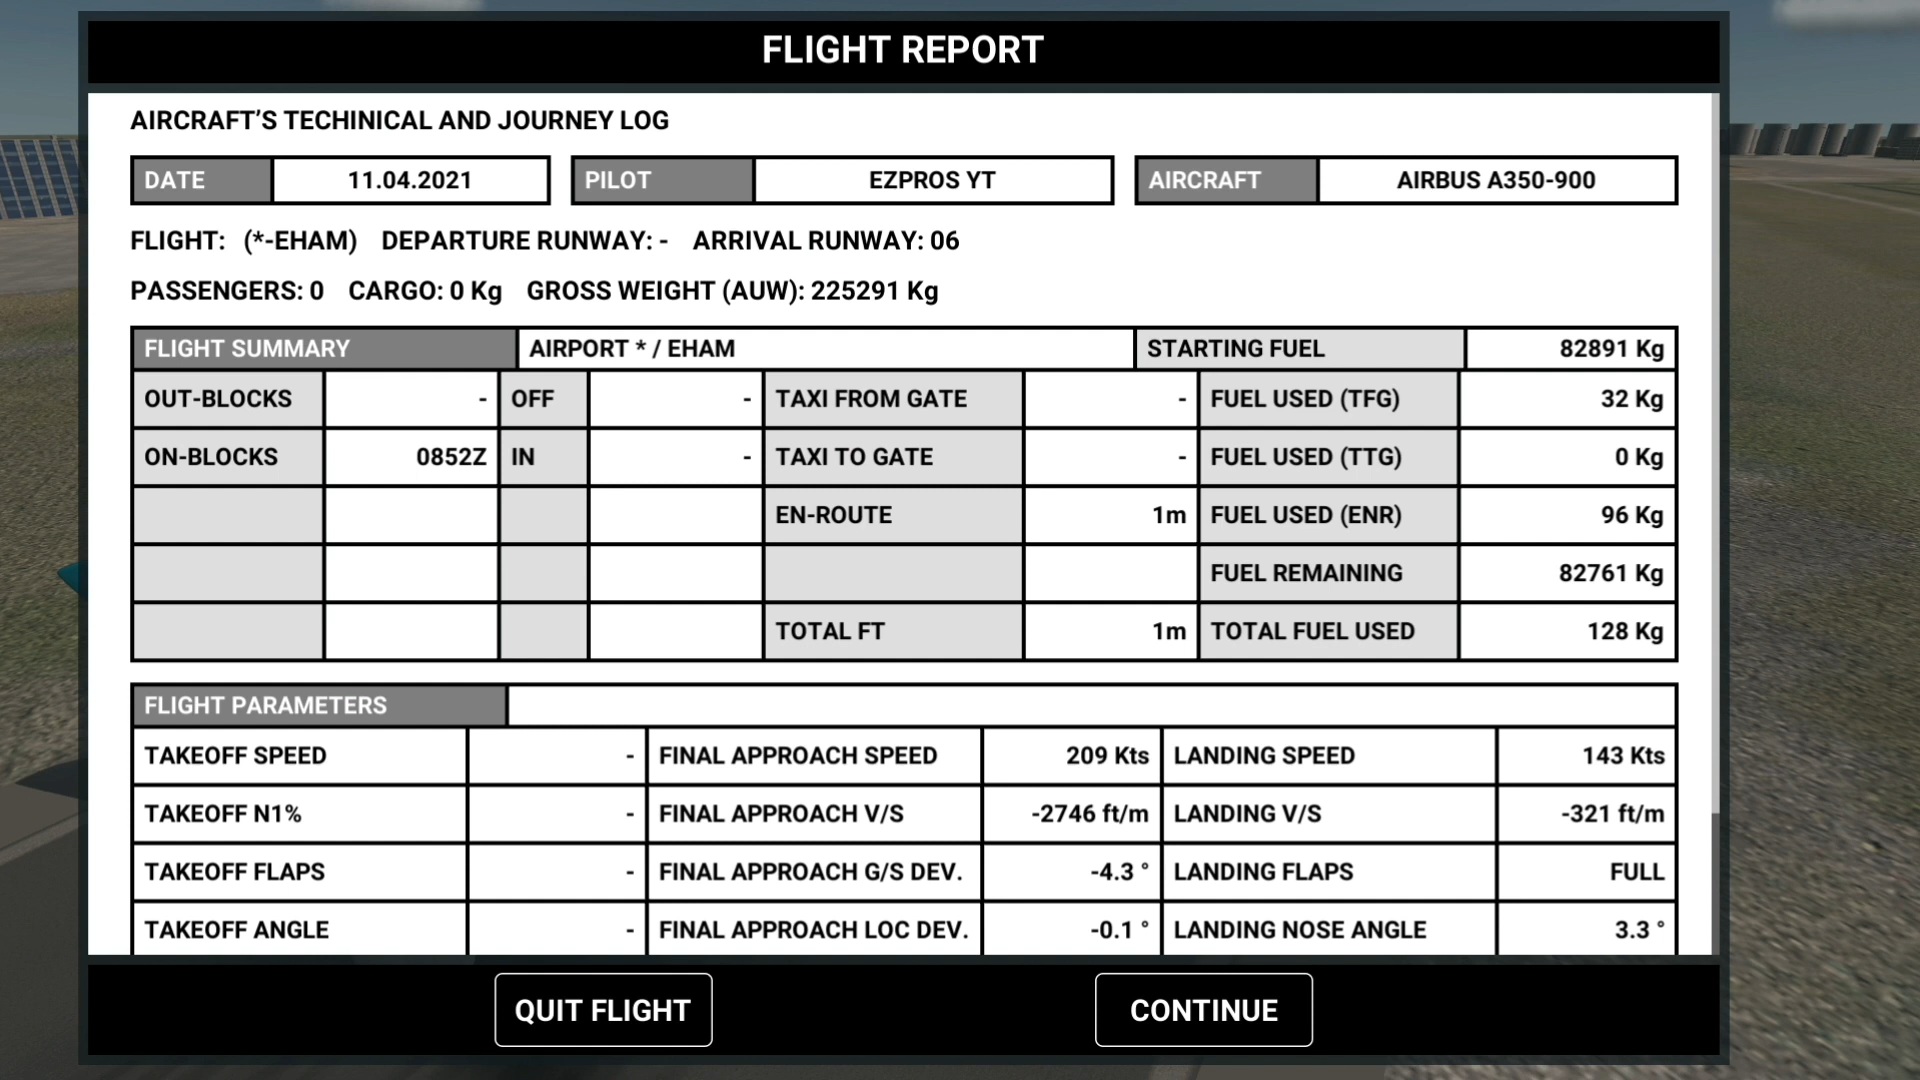 FLIGHT REPORT
AIRCRAFT’S TECHINICAL AND JOURNEY LOG
DATE 11.04.2021 PILOT EZPROS YT AIRCRAFT AIRBUS A350-900
FLIGHT: (*-EHAM) DEPARTURE RUNWAY: - ARRIVAL RUNWAY: 06
PASSENGERS: 0 CARGO: 0 Kg GROSS WEIGHT (AUW): 225291 Kg
FLIGHT SUMMARY AIRPORT * / EHAM STARTING FUEL 82891 Kg
OUT-BLOCKS - OFF - TAXI FROM GATE - FUEL USED (TFG) 32 Kg
ON-BLOCKS 0852Z IN - TAXI TO GATE - FUEL USED (TTG) 0 Kg
EN-ROUTE 1m FUEL USED (ENR) 96 Kg
FUEL REMAINING 82761 Kg
TOTAL FT 1m TOTAL FUEL USED 128 Kg
FLIGHT PARAMETERS
TAKEOFF SPEED - FINAL APPROACH SPEED 209 Kts LANDING SPEED 143 Kts
TAKEOFF N1% - FINAL APPROACH V/S -2746 ft/m LANDING V/S -321 ft/m
TAKEOFF FLAPS - FINAL APPROACH G/S DEV. -4.3 ° LANDING FLAPS FULL
TAKEOFF ANGLE - FINAL APPROACH LOC DEV. -0.1 ° LANDING NOSE ANGLE 3.3 °
QUIT FLIGHT CONTINUE